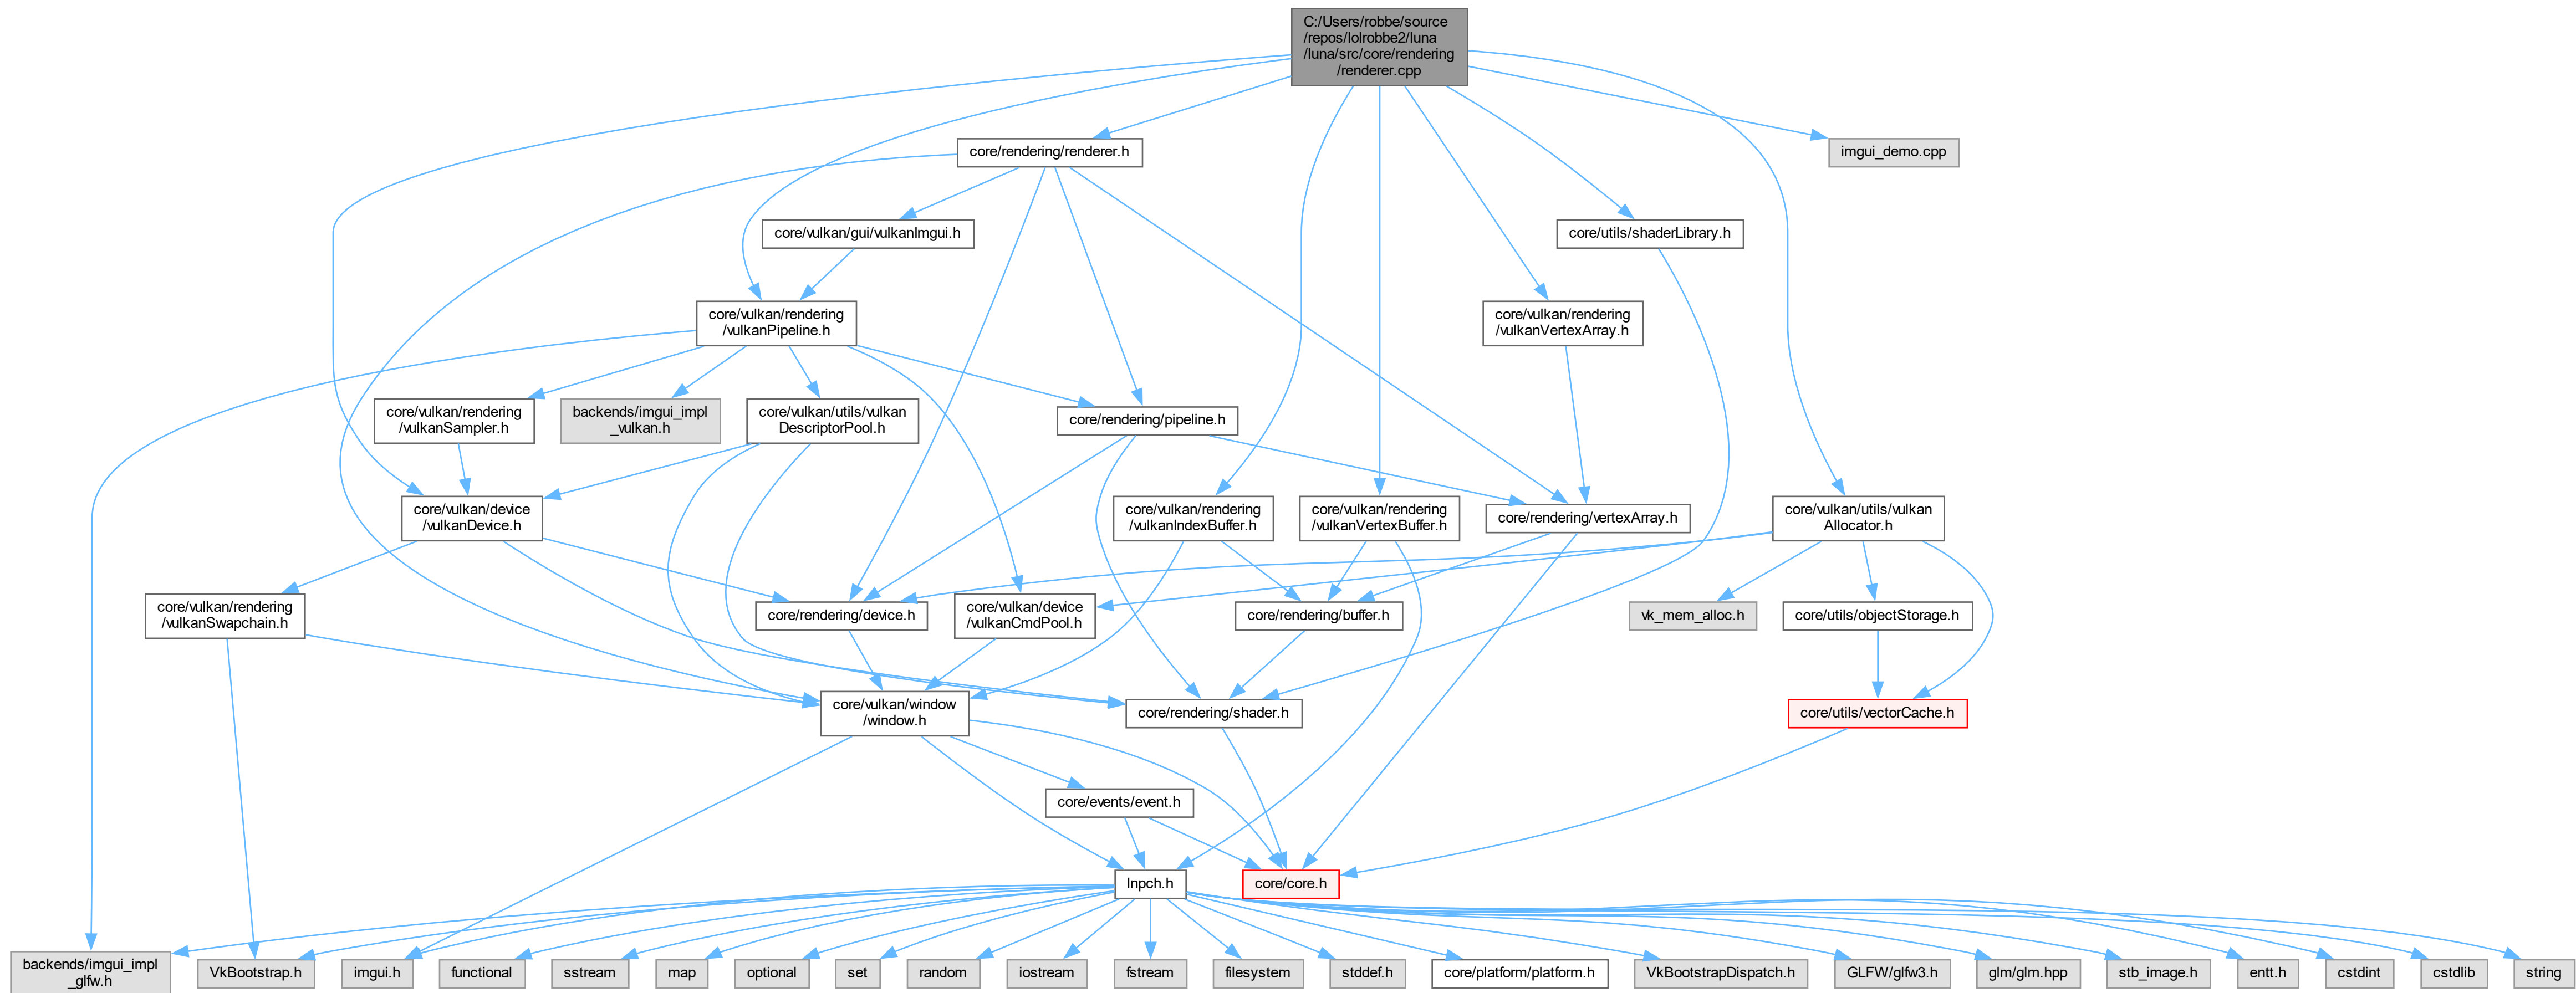 C:/Users/robbe/source
/repos/lolrobbe2/luna
/luna/src/core/rendering
/renderer.cpp
core/rendering/renderer.h
imgui_demo.cpp
core/vulkan/gui/vulkanImgui.h
core/utils/shaderLibrary.h
core/vulkan/rendering
/vulkanPipeline.h
core/vulkan/rendering
/vulkanVertexArray.h
core/vulkan/rendering
/vulkanSampler.h
backends/imgui_impl
_vulkan.h
core/vulkan/utils/vulkan
DescriptorPool.h
core/rendering/pipeline.h
core/vulkan/device
/vulkanDevice.h
core/vulkan/rendering
/vulkanIndexBuffer.h
core/vulkan/rendering
/vulkanVertexBuffer.h
core/rendering/vertexArray.h
core/vulkan/utils/vulkan
Allocator.h
core/vulkan/rendering
/vulkanSwapchain.h
core/rendering/device.h
core/vulkan/device
/vulkanCmdPool.h
core/rendering/buffer.h
vk_mem_alloc.h
core/utils/objectStorage.h
core/vulkan/window
/window.h
core/rendering/shader.h
core/utils/vectorCache.h
core/events/event.h
lnpch.h
core/core.h
backends/imgui_impl
_glfw.h
VkBootstrap.h
imgui.h
functional
sstream
map
optional
set
random
iostream
fstream
filesystem
stddef.h
core/platform/platform.h
VkBootstrapDispatch.h
GLFW/glfw3.h
glm/glm.hpp
stb_image.h
entt.h
cstdint
cstdlib
string